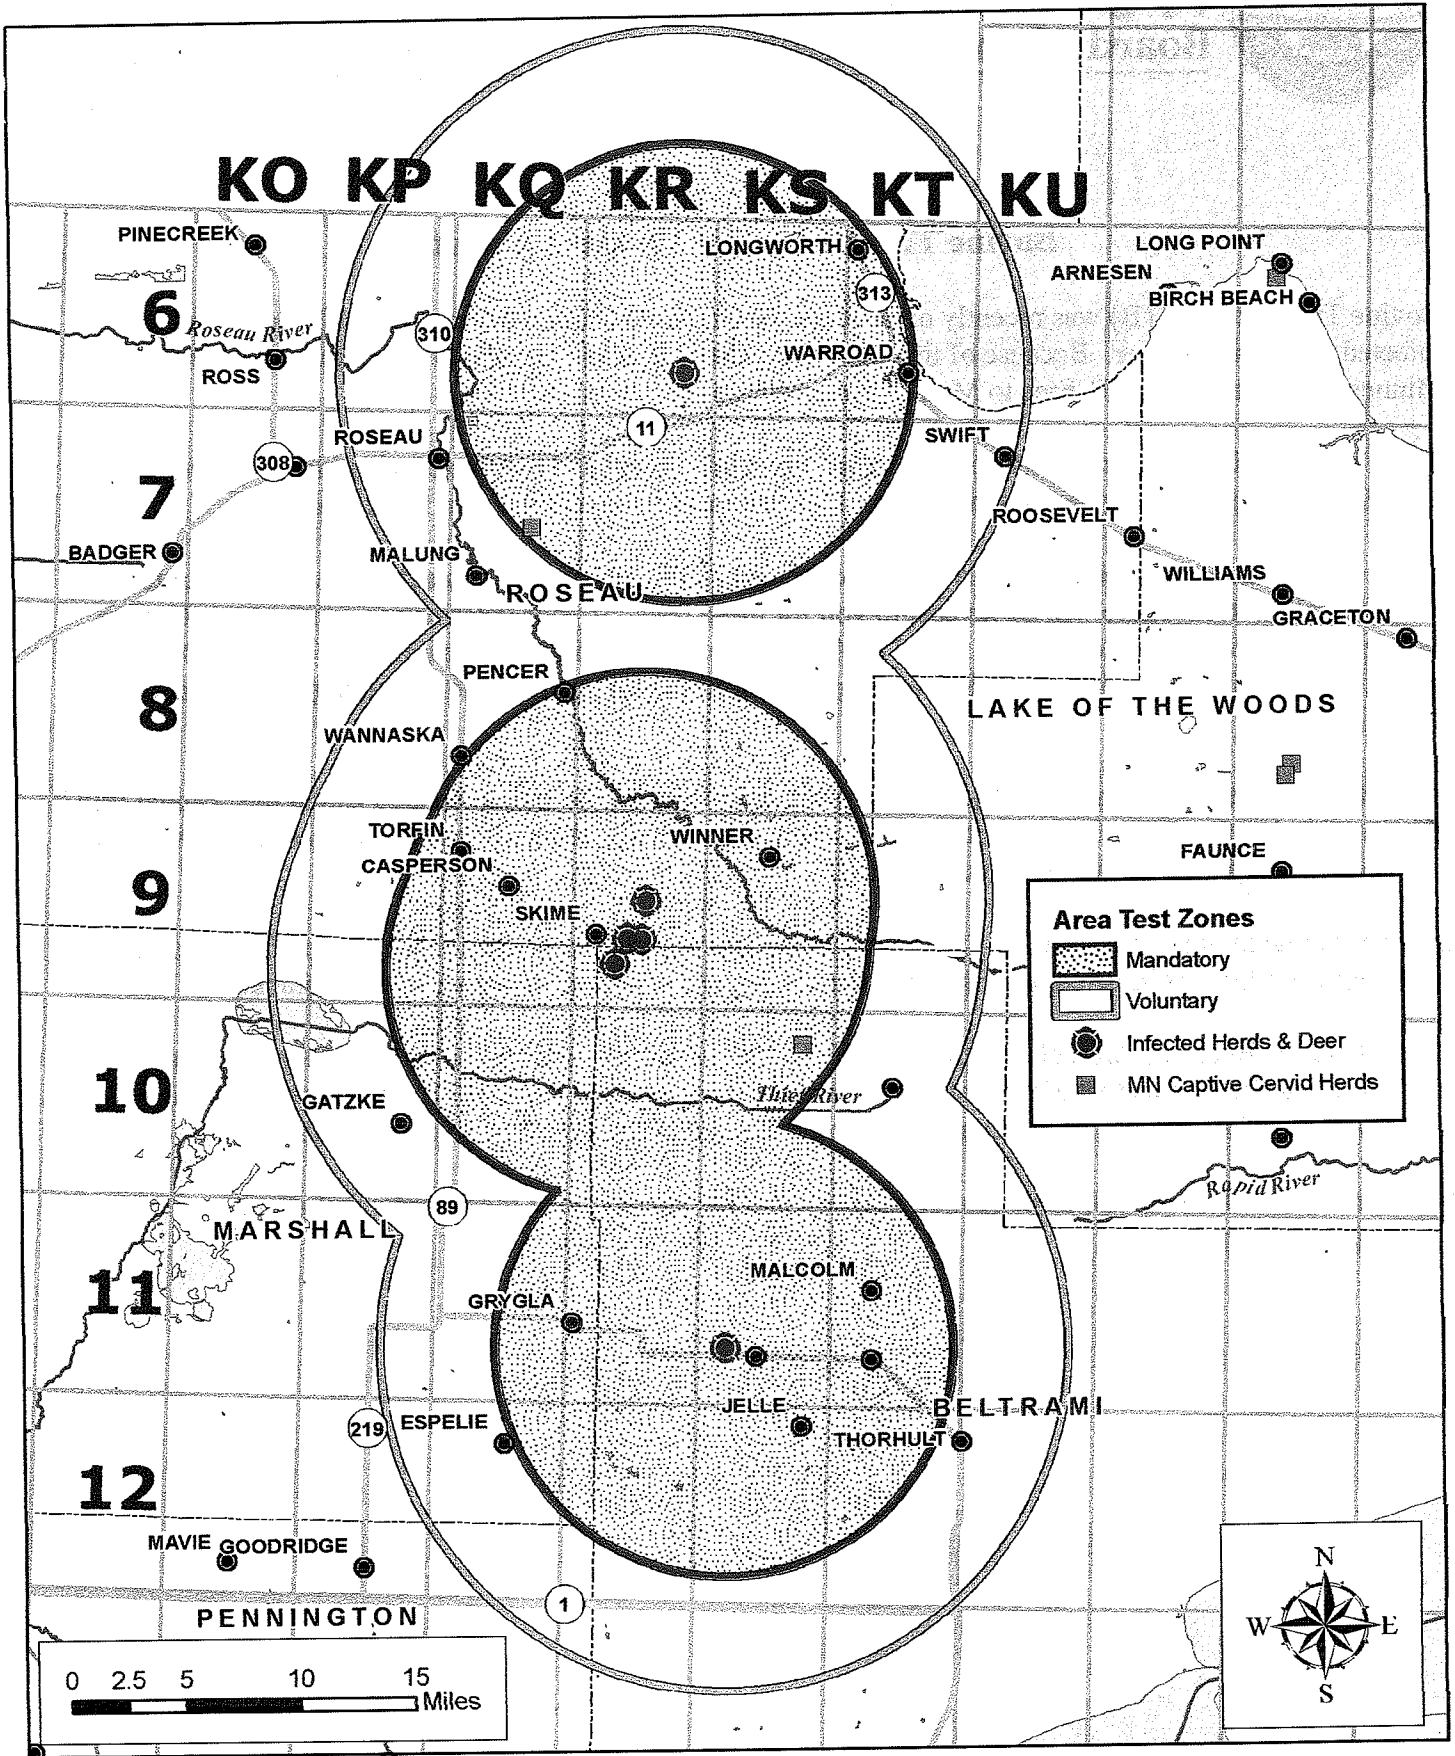 KO KP KQ KR KS KT KU
PINECREEK
LONGWORTH
LONG POINT
ARNESEN
BIRCH BEACH
313
6
Roseau River
310
WARROAD
ROSS
11
ROSEAU
SWIFT
308
7
ROOSEVELT
BADGER
MALUNG
WILLIAMS
ROSEAU
GRACETON
PENCER
8
LAKE OF THE WOODS
WANNASKA
TORFIN
WINNER
CASPERSON
FAUNCE
9
SKIME
Area Test Zones
Mandatory
Voluntary
Infected Herds & Deer
MN Captive Cervid Herds
10
Thief River
GATZKE
Rapid River
89
MARSHALL
MALCOLM
11
GRYGLA
JELLE
BELTRAMI
219
ESPELIE
THORHULT
12
MAVIE
GOODRIDGE
1
PENNINGTON
N
W E
S
0 2.5 5 10 15
Miles